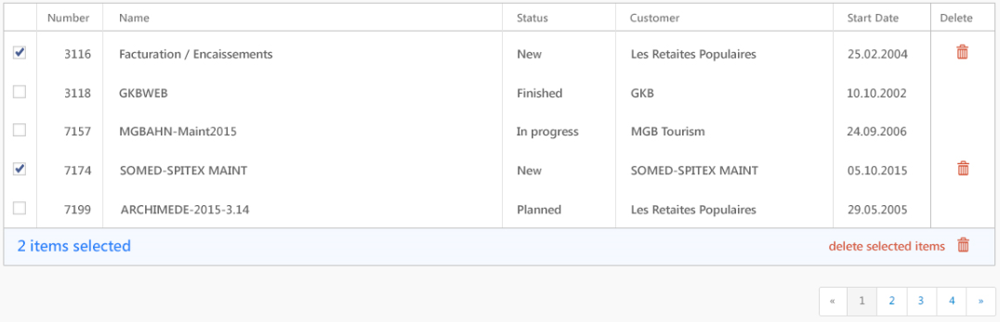 Number Name Status Customer Start Date Delete
3116 Facturation / Encaissements New Les Retaites Populaires 25.02.2004
3118 GKBWEB Finished GKB 10.10.2002
7157 MGBAHN-Maint2015 In progress MGB Tourism 24.09.2006
7174 SOMED-SPITEX MAINT New SOMED-SPITEX MAINT 05.10.2015
7199 ARCHIMEDE-2015-3.14 Planned Les Retaites Populaires 29.05.2005
2 items selected delete selected items
« 1 2 3 4 »